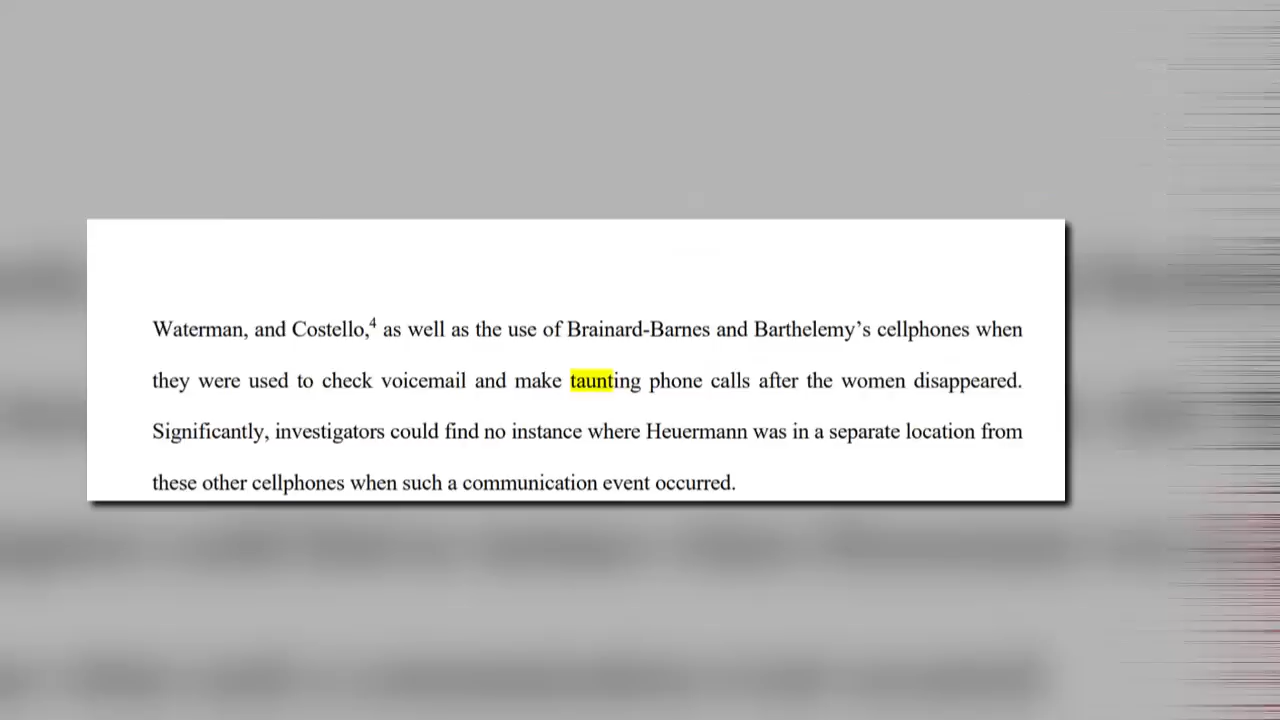 Waterman, and Costello,⁴ as well as the use of Brainard-Barnes and Barthelemy’s cellphones when
they were used to check voicemail and make taunting phone calls after the women disappeared.
Significantly, investigators could find no instance where Heuermann was in a separate location from
these other cellphones when such a communication event occurred.